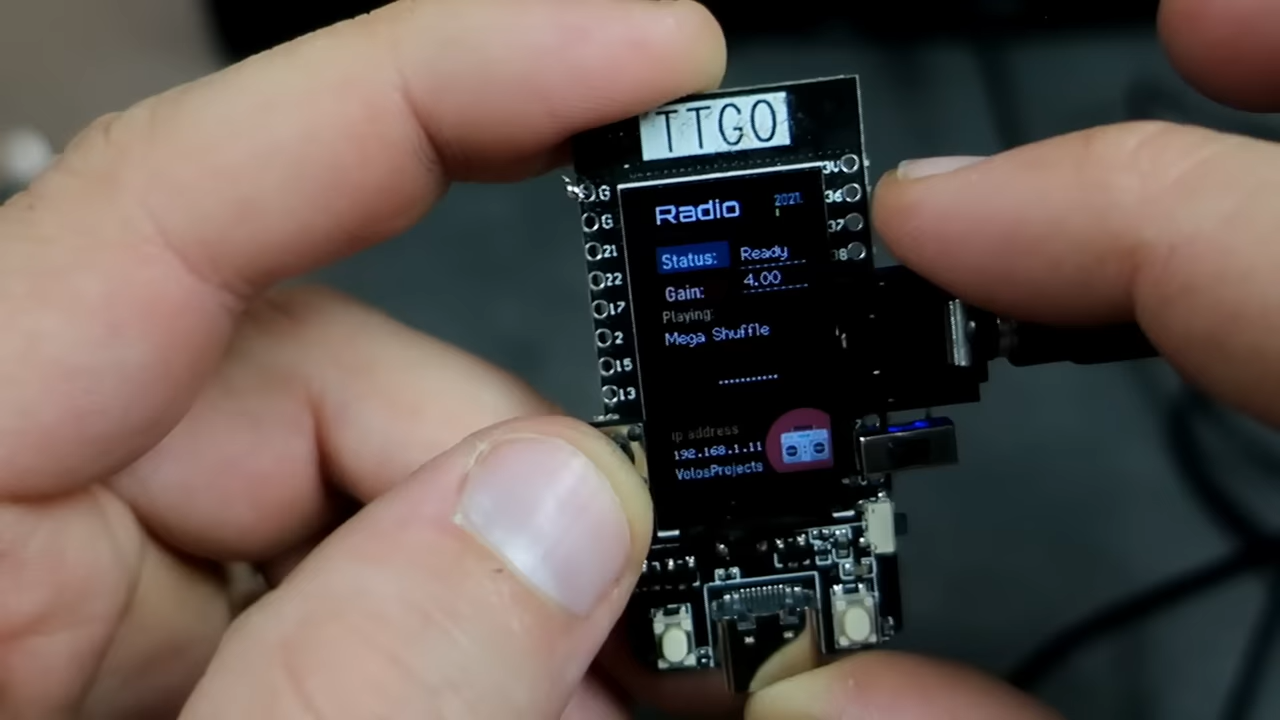 TTGO
G
G
21
22
17
2
15
13
36
37
38
Radio
2021.
Status: Ready
Gain: 4.00
Playing:
Mega Shuffle
...........
ip address
192.168.1.11
VolosProjects